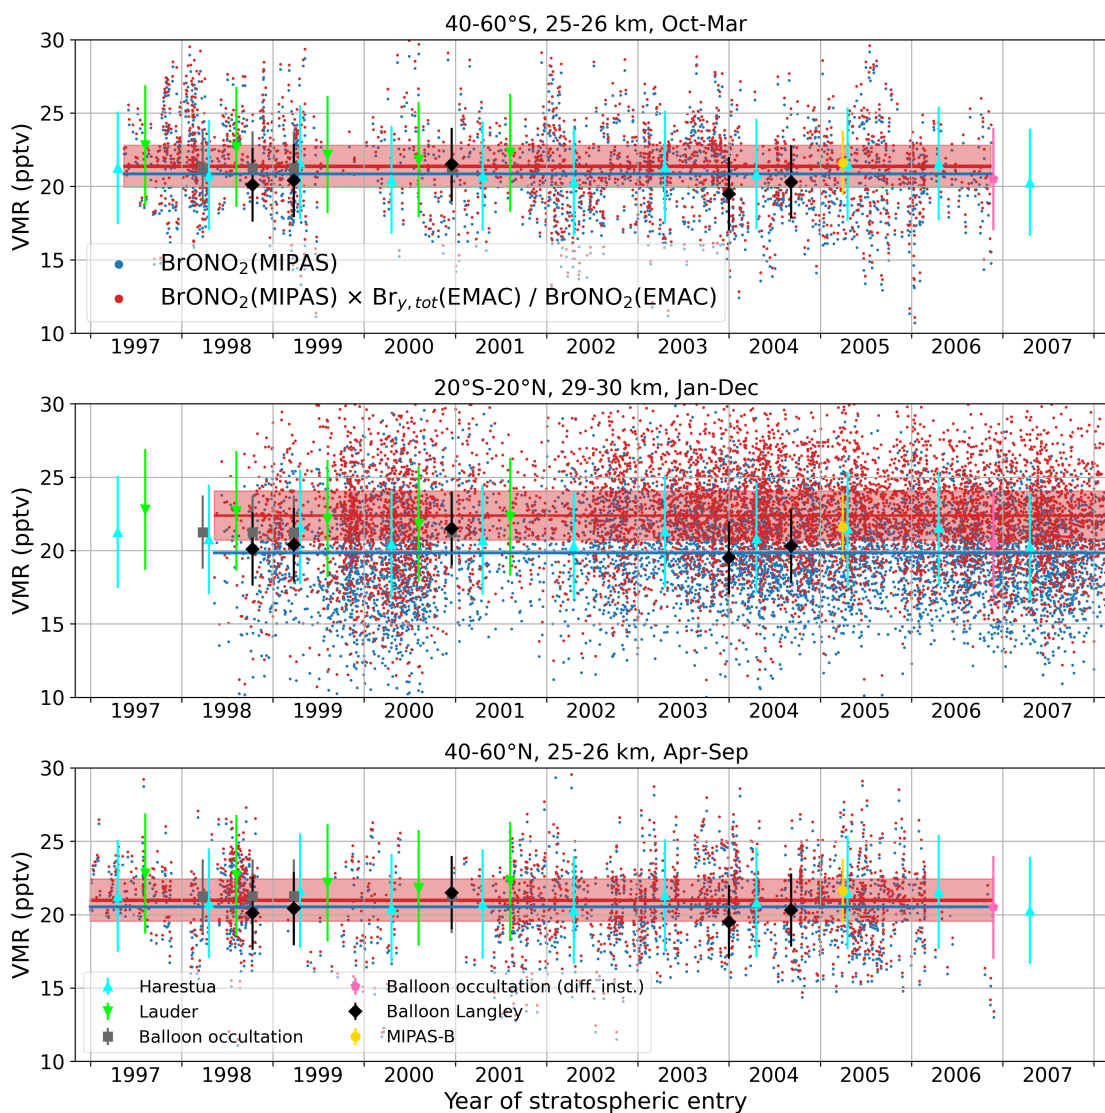 40-60°S, 25-26 km, Oct-Mar
30
25
20
15
10
VMR (pptv)
BrONO₂(MIPAS)
BrONO₂(MIPAS) × Br_{y, tot}(EMAC) / BrONO₂(EMAC)
1997 1998 1999 2000 2001 2002 2003 2004 2005 2006 2007
20°S-20°N, 29-30 km, Jan-Dec
30
25
20
15
10
VMR (pptv)
1997 1998 1999 2000 2001 2002 2003 2004 2005 2006 2007
40-60°N, 25-26 km, Apr-Sep
30
25
20
15
10
VMR (pptv)
Harestua
Lauder
Balloon occultation
Balloon occultation (diff. inst.)
Balloon Langley
MIPAS-B
1997 1998 1999 2000 2001 2002 2003 2004 2005 2006 2007
Year of stratospheric entry